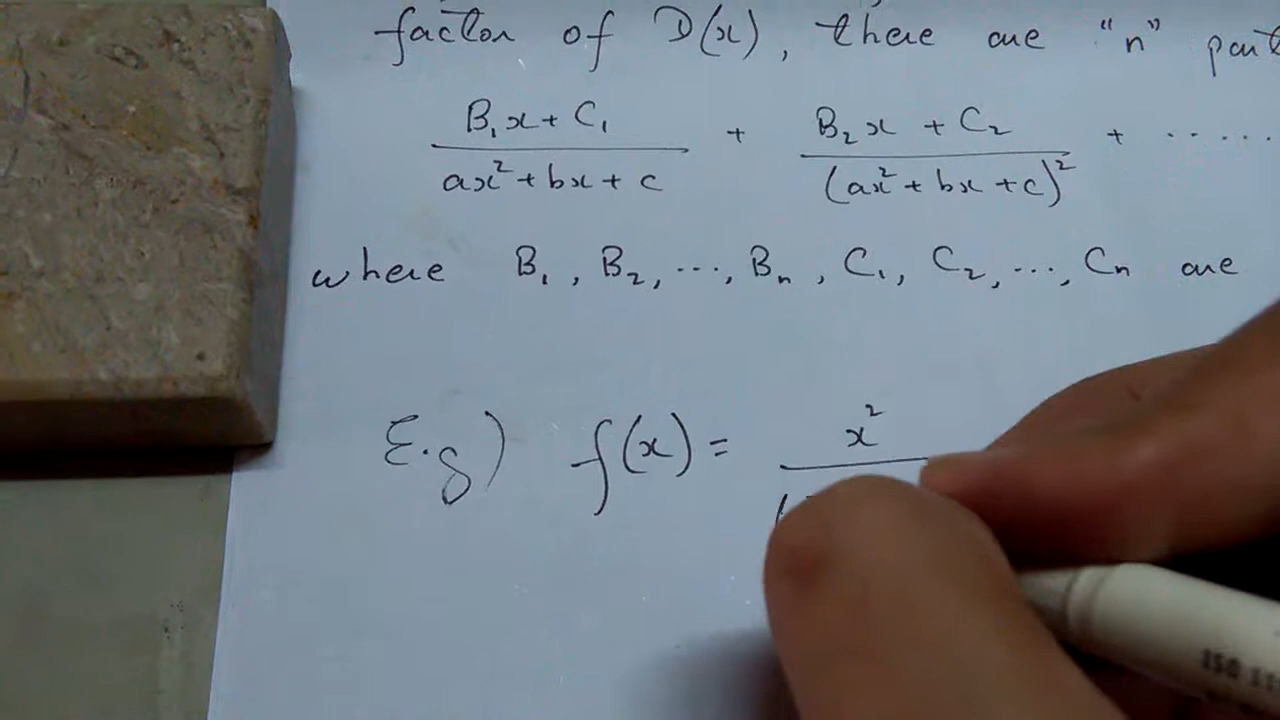 factor of D(x), there are "n" part
B₁x + C₁ / ax² + bx + c + B₂x + C₂ / (ax² + bx + c)² + ......
where B₁, B₂, ..., Bn, C₁, C₂, ..., Cn are
E.g) f(x) = x² / (